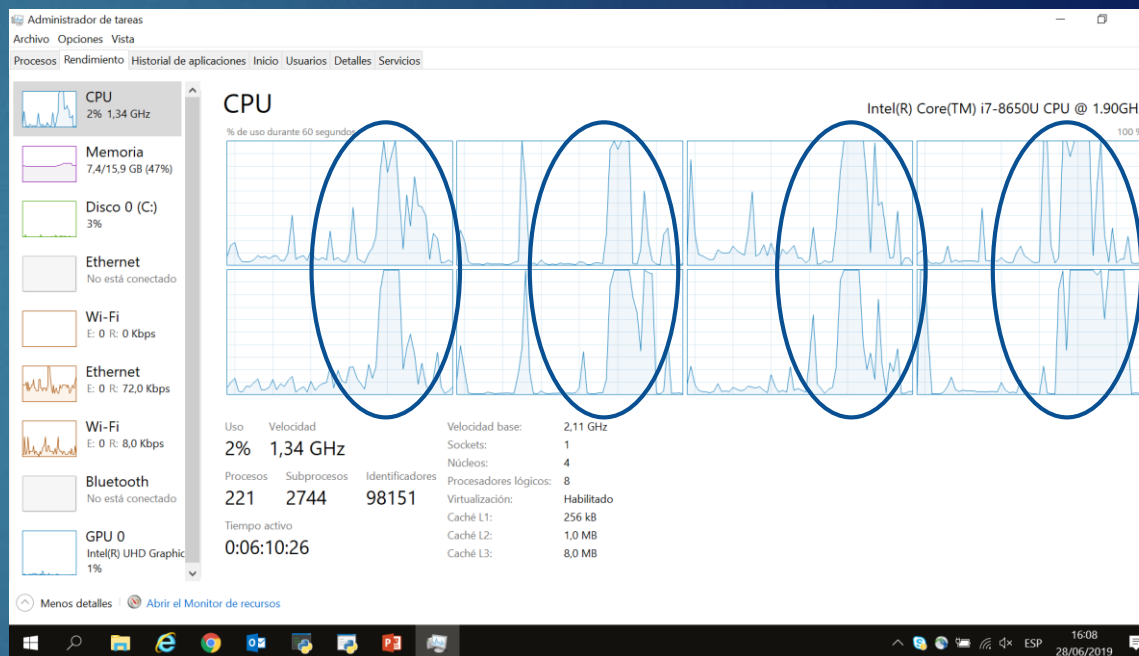 Administrador de tareas
Archivo Opciones Vista
Procesos Rendimiento Historial de aplicaciones Inicio Usuarios Detalles Servicios
CPU
2% 1,34 GHz
Memoria
7,4/15,9 GB (47%)
Disco 0 (C:)
3%
Ethernet
No está conectado
Wi-Fi
E: 0 R: 0 Kbps
Ethernet
E: 0 R: 72,0 Kbps
Wi-Fi
E: 0 R: 8,0 Kbps
Bluetooth
No está conectado
GPU 0
Intel(R) UHD Graphic
1%
CPU
Intel(R) Core(TM) i7-8650U CPU @ 1.90GH
% de uso durante 60 segundos
100 %
Uso Velocidad
2% 1,34 GHz
Procesos Subprocesos Identificadores
221 2744 98151
Tiempo activo
0:06:10:26
Velocidad base: 2,11 GHz
Sockets: 1
Núcleos: 4
Procesadores lógicos: 8
Virtualización: Habilitado
Caché L1: 256 kB
Caché L2: 1,0 MB
Caché L3: 8,0 MB
Menos detalles Abrir el Monitor de recursos
ESP
16:08
28/06/2019